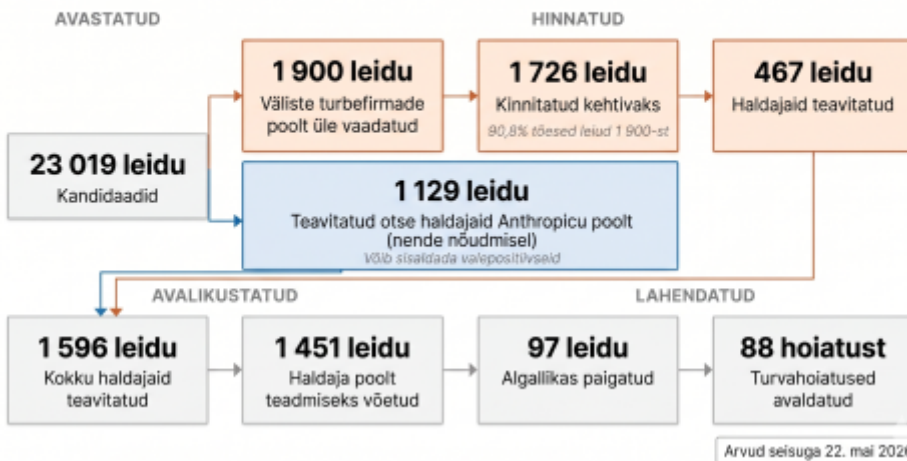 AVASTATUD
HINNATUD
1 900 leidu
Väliste turbefirmade
poolt üle vaadatud
1 726 leidu
Kinnitatud kehtivaks
90,8% tõesed leiud 1 900-st
467 leidu
Haldajaid teavitatud
23 019 leidu
Kandidaadid
1 129 leidu
Teavitatud otse haldajaid Anthropicu poolt
(nende nõudmisel)
Võib sisaldada valepositiivseid
AVALIKUSTATUD
LAHENDATUD
1 596 leidu
Kokku haldajaid
teavitatud
1 451 leidu
Haldaja poolt
teadmiseks võetud
97 leidu
Algallikas paigatud
88 hoiatust
Turvahoiatused
avaldatud
Arvud seisuga 22. mai 2026